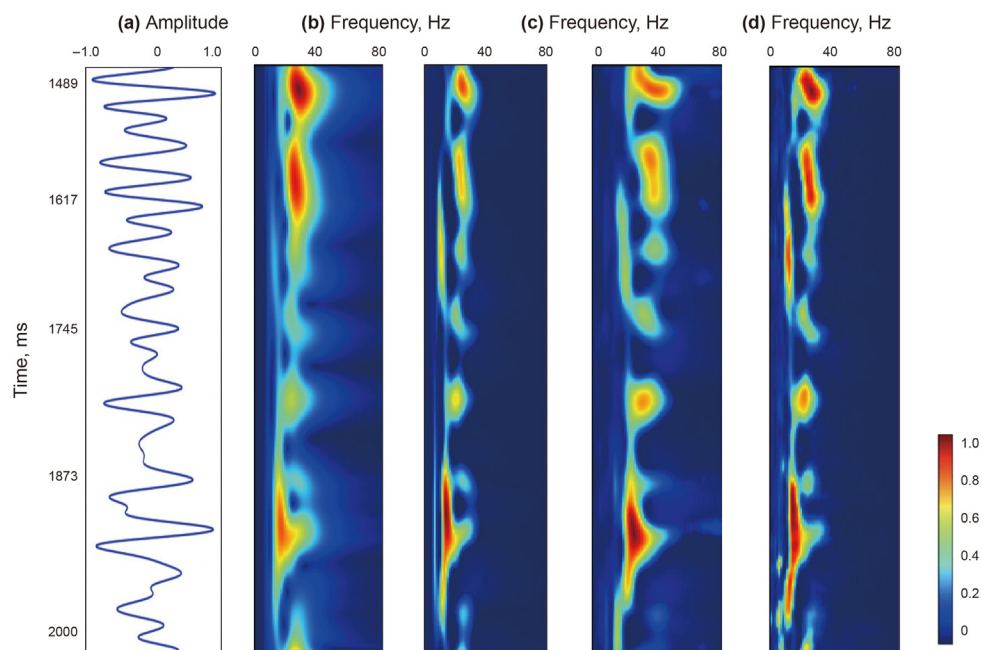 (a) Amplitude
(b) Frequency, Hz
(c) Frequency, Hz
(d) Frequency, Hz
–1.0 0 1.0
0 40
0 40 80
0 40 80
0 40 80
Time, ms
1489
1617
1745
1873
2000
1.0
0.8
0.6
0.4
0.2
0